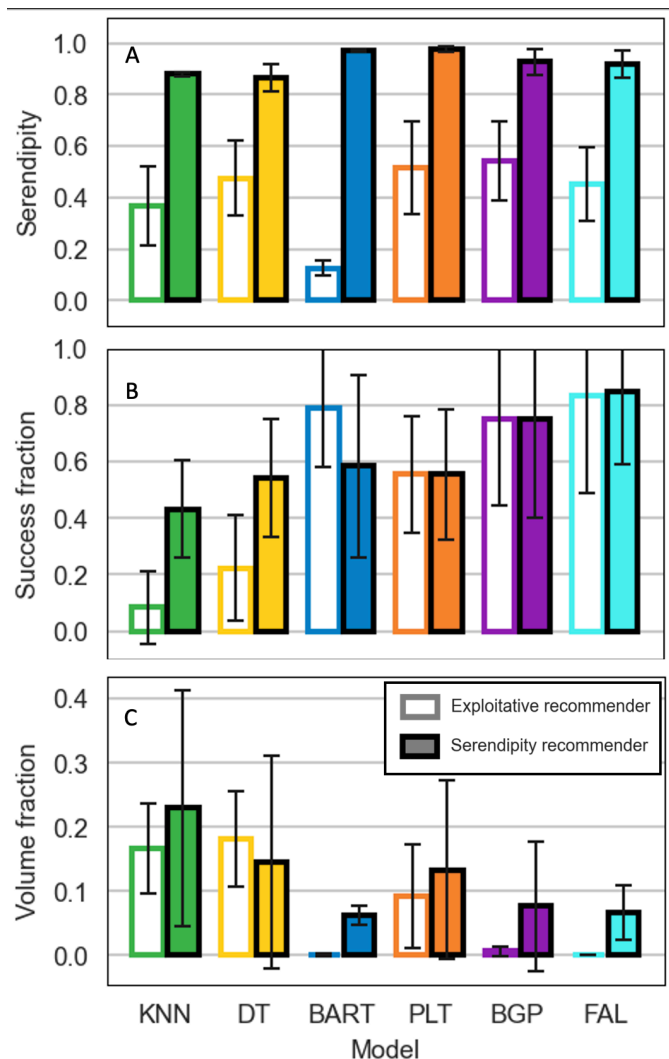 A
Serendipity
1.0
0.8
0.6
0.4
0.2
0.0
B
Success fraction
1.0
0.8
0.6
0.4
0.2
0.0
C
Volume fraction
0.4
0.3
0.2
0.1
0.0
Exploitative recommender
Serendipity recommender
KNN DT BART PLT BGP FAL
Model